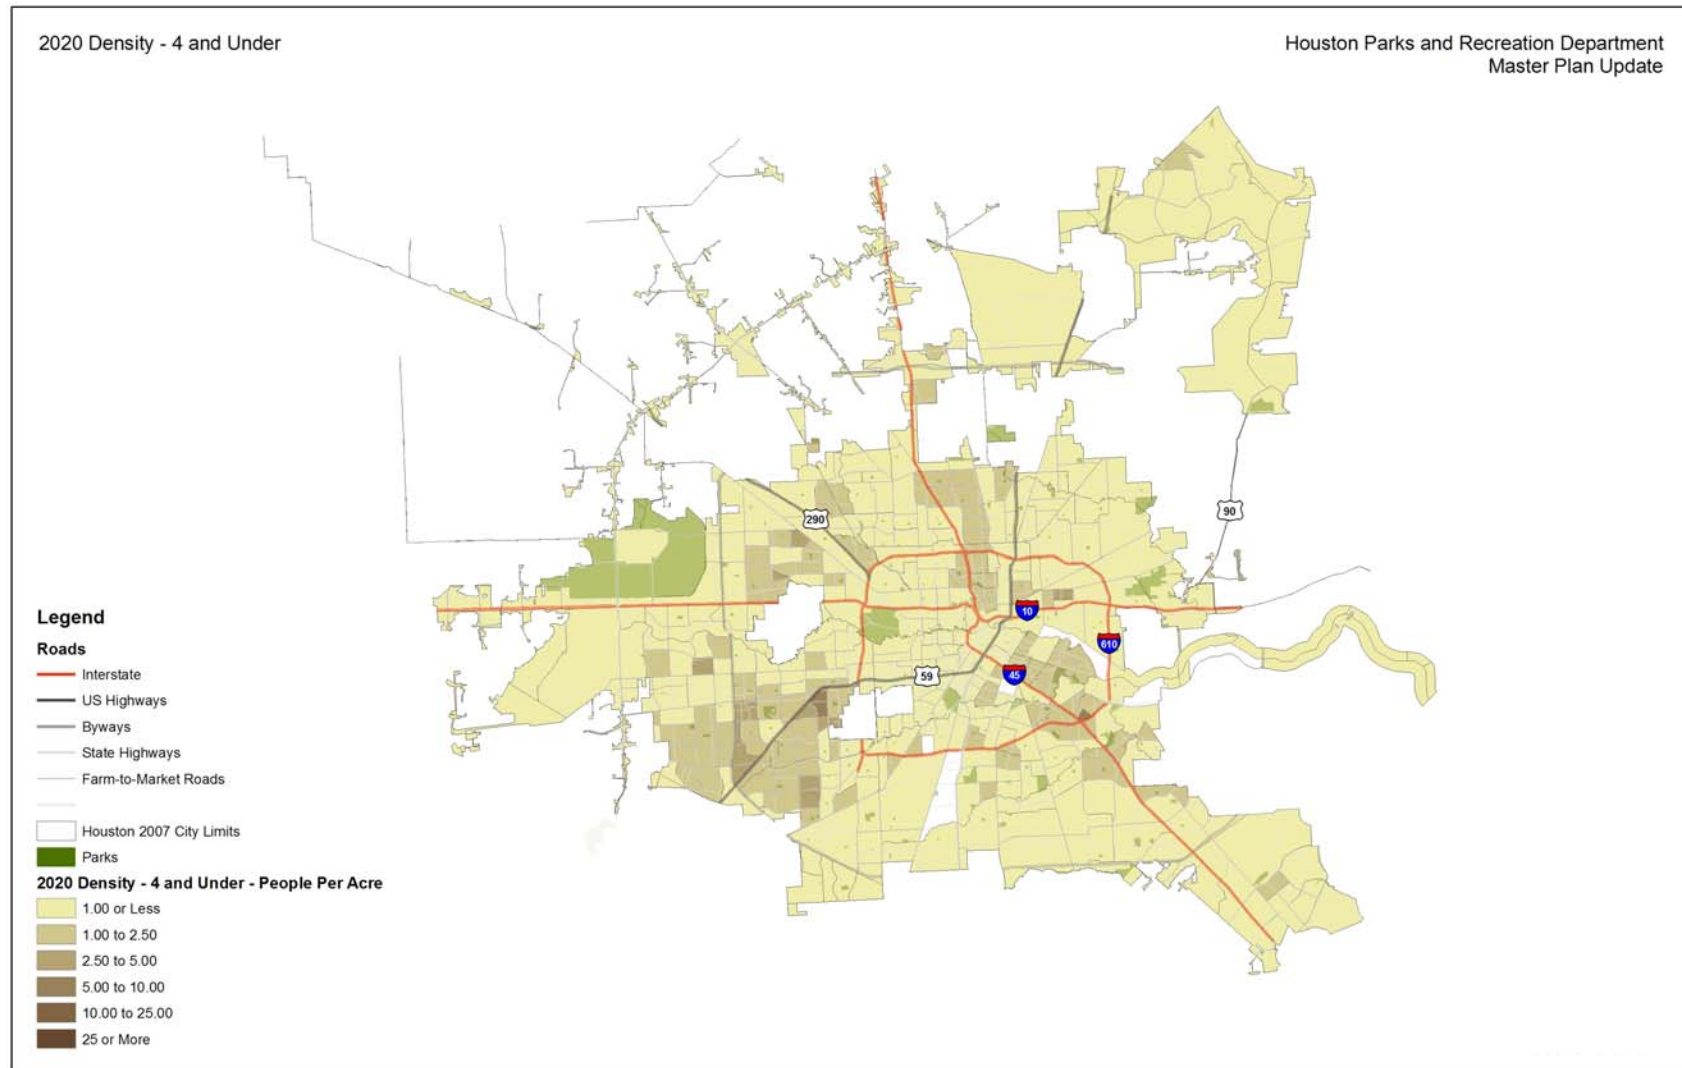 2020 Density - 4 and Under
Houston Parks and Recreation Department
Master Plan Update
290
90
10
610
45
59
Legend
Roads
Interstate
US Highways
Byways
State Highways
Farm-to-Market Roads
Houston 2007 City Limits
Parks
2020 Density - 4 and Under - People Per Acre
1.00 or Less
1.00 to 2.50
2.50 to 5.00
5.00 to 10.00
10.00 to 25.00
25 or More